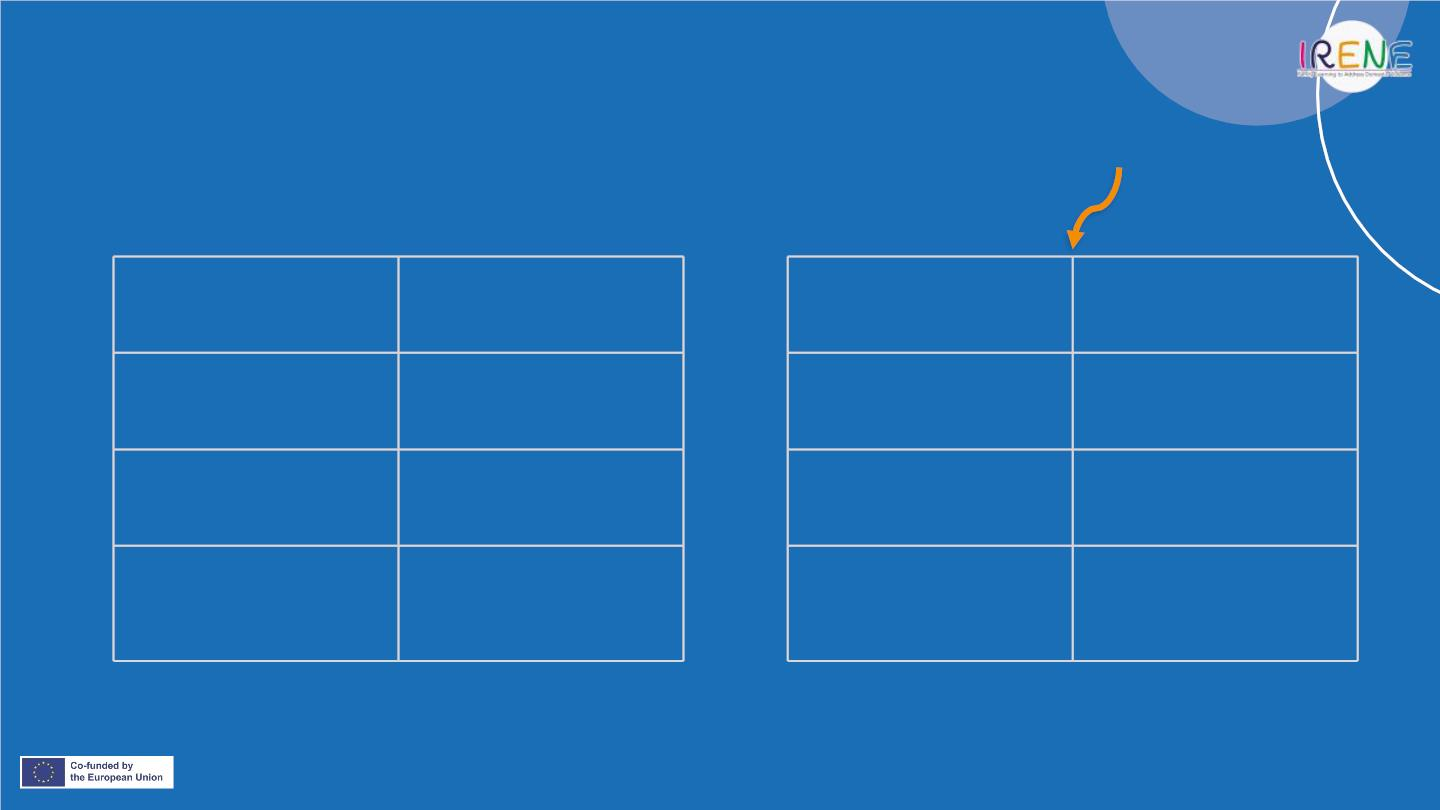 IRENE
Co-funded by
the European Union